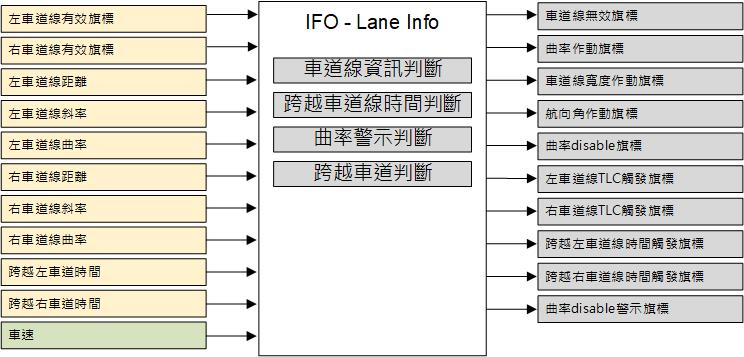 左車道線有效旗標
右車道線有效旗標
左車道線距離
左車道線斜率
左車道線曲率
右車道線距離
右車道線斜率
右車道線曲率
跨越左車道時間
跨越右車道時間
車速
IFO - Lane Info
車道線資訊判斷
跨越車道線時間判斷
曲率警示判斷
跨越車道判斷
車道線無效旗標
曲率作動旗標
車道線寬度作動旗標
航向角作動旗標
曲率disable旗標
左車道線TLC觸發旗標
右車道線TLC觸發旗標
跨越左車道線時間觸發旗標
跨越右車道線時間觸發旗標
曲率disable警示旗標